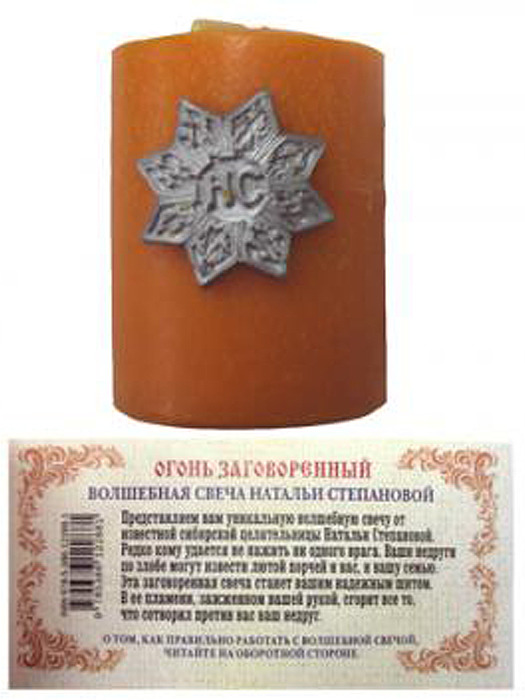 НС
ОГОНЬ ЗАГОВОРЕННЫЙ
ВОЛШЕБНАЯ СВЕЧА НАТАЛЬИ СТЕПАНОВОЙ
Представляем вам уникальную волшебную свечу от
известной сибирской целительницы Натальи Степановой.
Редко кому удается не нажить ни одного врага. Ваши недруги
по злобе могут извести лютой порчей и вас, и вашу семью.
Эта заговоренная свеча станет вашим надежным щитом.
В ее пламени, зажженном вашей рукой, сгорит все то,
что сотворил против вас ваш недруг.
О ТОМ, КАК ПРАВИЛЬНО РАБОТАТЬ С ВОЛШЕБНОЙ СВЕЧОЙ,
ЧИТАЙТЕ НА ОБОРОТНОЙ СТОРОНЕ.